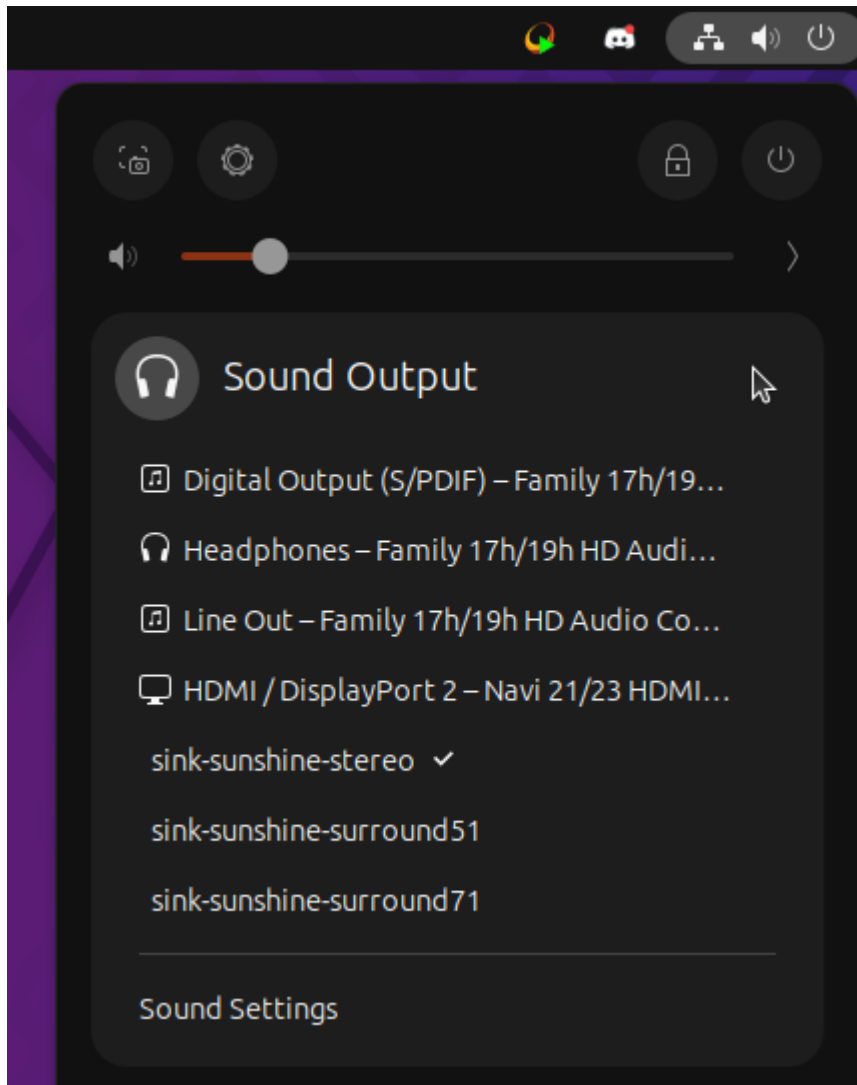 Sound Output
Digital Output (S/PDIF) – Family 17h/19…
Headphones – Family 17h/19h HD Audi…
Line Out – Family 17h/19h HD Audio Co…
HDMI / DisplayPort 2 – Navi 21/23 HDMI…
sink-sunshine-stereo
sink-sunshine-surround51
sink-sunshine-surround71
Sound Settings